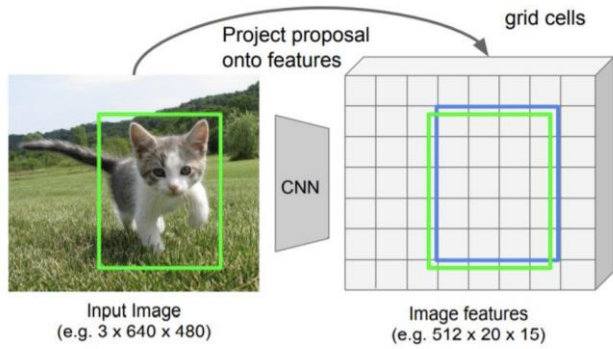 Project proposal
onto features
grid cells
CNN
Input Image
(e.g. 3 x 640 x 480)
Image features
(e.g. 512 x 20 x 15)